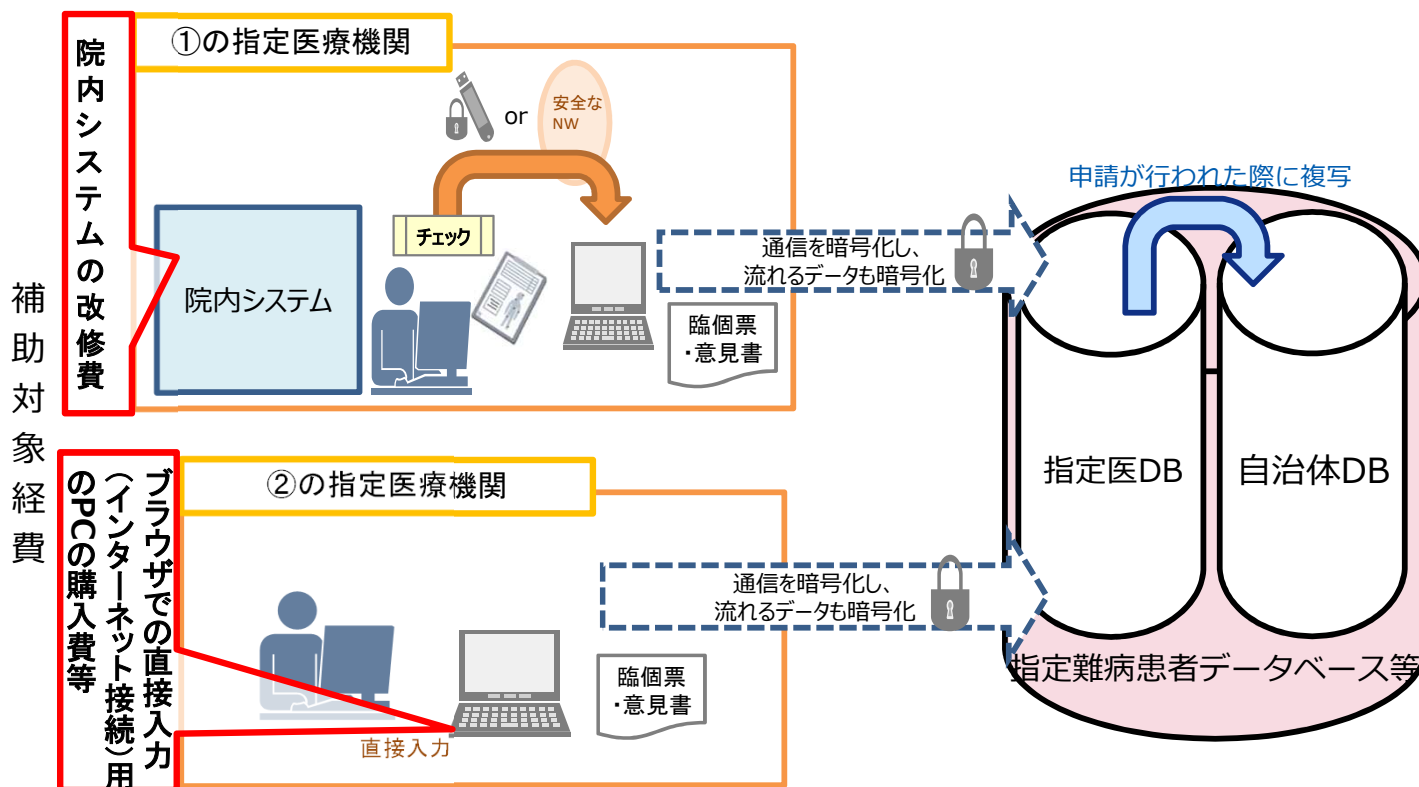 補助対象経費
院内システムの改修費
①の指定医療機関
or
安全な
NW
チェック
院内システム
臨個票
・意見書
通信を暗号化し、
流れるデータも暗号化
申請が行われた際に複写
指定医DB
自治体DB
指定難病患者データベース等
ブラウザでの直接入力
（インターネット接続）用
のPCの購入費等
②の指定医療機関
直接入力
臨個票
・意見書
通信を暗号化し、
流れるデータも暗号化